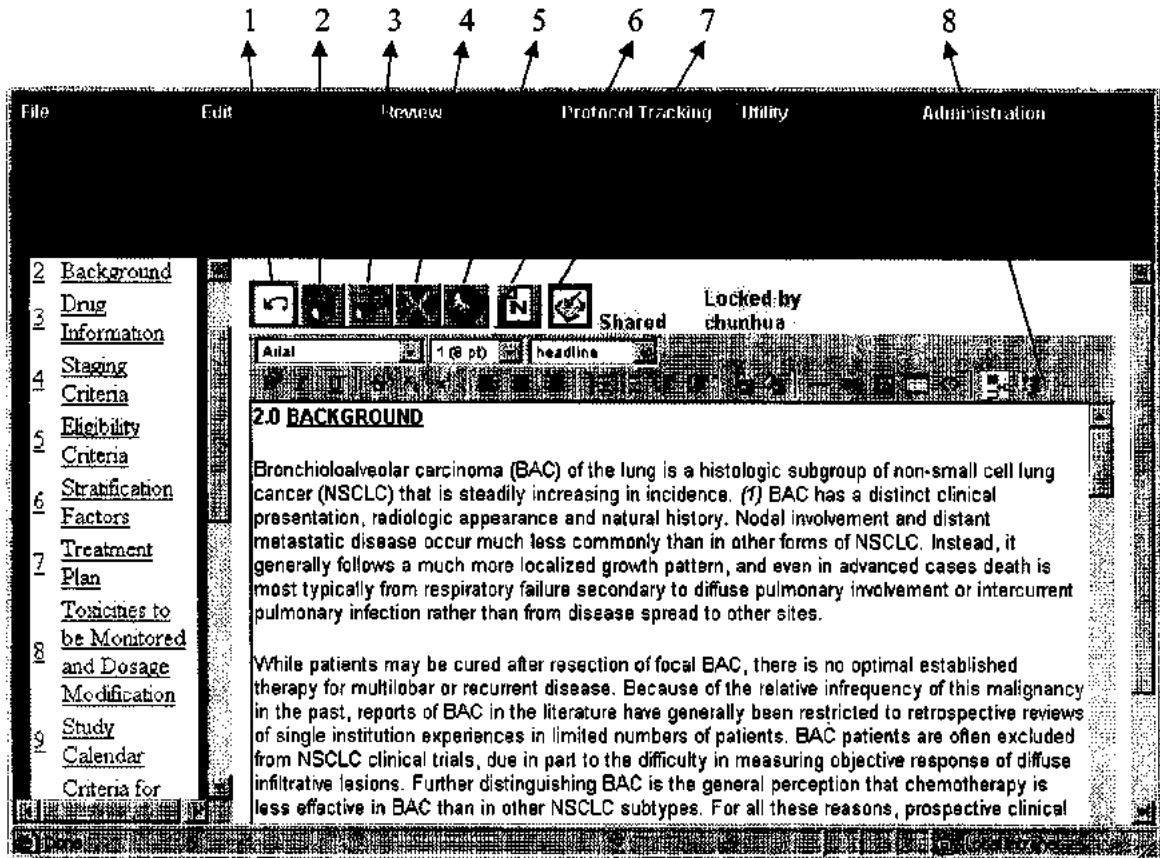 1 2 3 4 5 6 7 8
File Edit Review Protocol Tracking Utility Administration
2 Background
3 Drug
Information
4 Staging
Criteria
5 Eligibility
Criteria
6 Stratification
Factors
7 Treatment
Plan
8 Toxicities to
be Monitored
and Dosage
Modification
9 Study
Calendar
Criteria for
N
Shared
Locked by
chunhua
Arial 1 (8 pt) headline
2.0 BACKGROUND
Bronchioloalveolar carcinoma (BAC) of the lung is a histologic subgroup of non-small cell lung
cancer (NSCLC) that is steadily increasing in incidence. (1) BAC has a distinct clinical
presentation, radiologic appearance and natural history. Nodal involvement and distant
metastatic disease occur much less commonly than in other forms of NSCLC. Instead, it
generally follows a much more localized growth pattern, and even in advanced cases death is
most typically from respiratory failure secondary to diffuse pulmonary involvement or intercurrent
pulmonary infection rather than from disease spread to other sites.
While patients may be cured after resection of focal BAC, there is no optimal established
therapy for multilobar or recurrent disease. Because of the relative infrequency of this malignancy
in the past, reports of BAC in the literature have generally been restricted to retrospective reviews
of single institution experiences in limited numbers of patients. BAC patients are often excluded
from NSCLC clinical trials, due in part to the difficulty in measuring objective response of diffuse
infiltrative lesions. Further distinguishing BAC is the general perception that chemotherapy is
less effective in BAC than in other NSCLC subtypes. For all these reasons, prospective clinical
Done